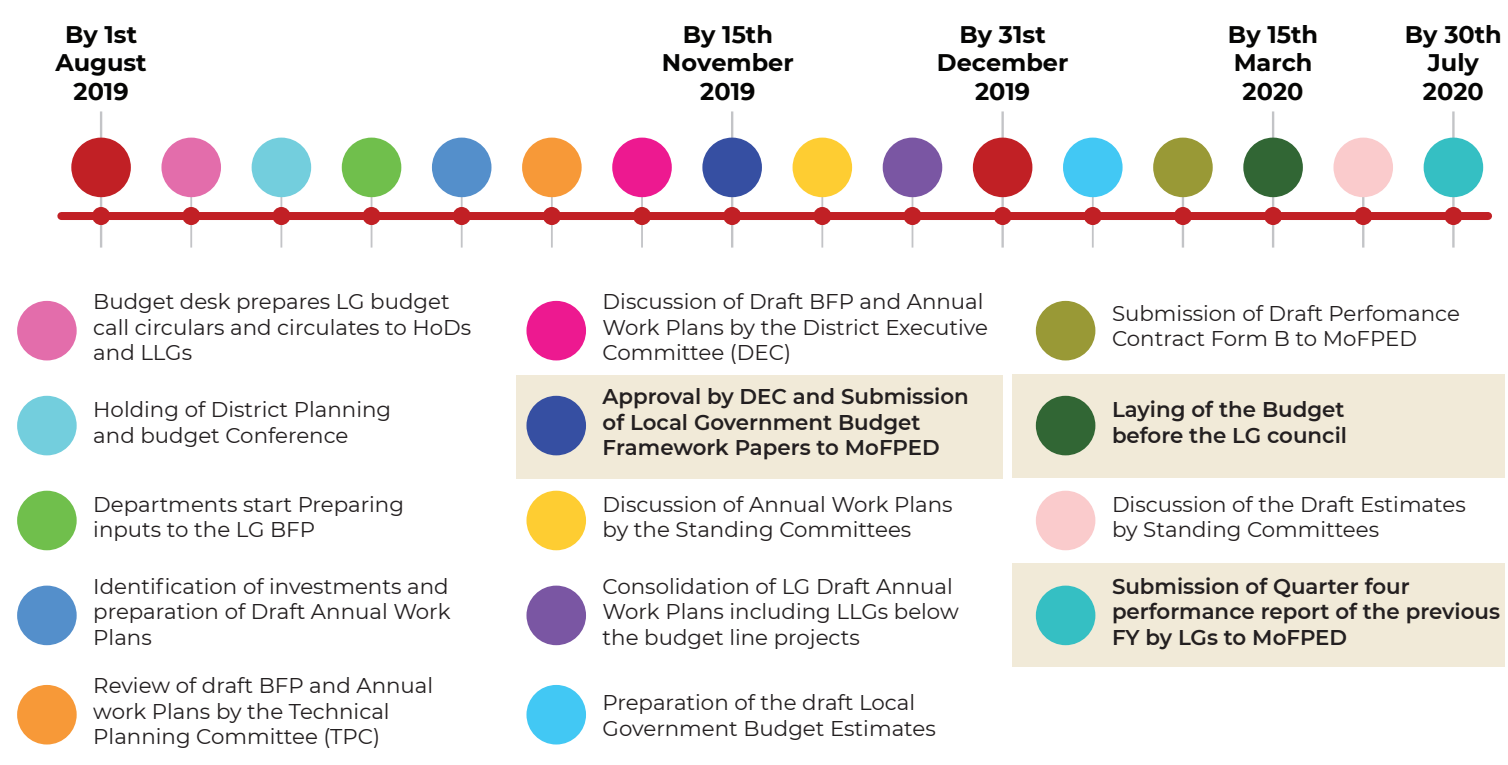 By 1st
August
2019
By 15th
November
2019
By 31st
December
2019
By 15th
March
2020
By 30th
July
2020
Budget desk prepares LG budget
call circulars and circulates to HoDs
and LLGs
Holding of District Planning
and budget Conference
Departments start Preparing
inputs to the LG BFP
Identification of investments and
preparation of Draft Annual Work
Plans
Review of draft BFP and Annual
work Plans by the Technical
Planning Committee (TPC)
Discussion of Draft BFP and Annual
Work Plans by the District Executive
Committee (DEC)
Approval by DEC and Submission
of Local Government Budget
Framework Papers to MoFPED
Discussion of Annual Work Plans
by the Standing Committees
Consolidation of LG Draft Annual
Work Plans including LLGs below
the budget line projects
Preparation of the draft Local
Government Budget Estimates
Submission of Draft Perfomance
Contract Form B to MoFPED
Laying of the Budget
before the LG council
Discussion of the Draft Estimates
by Standing Committees
Submission of Quarter four
performance report of the previous
FY by LGs to MoFPED